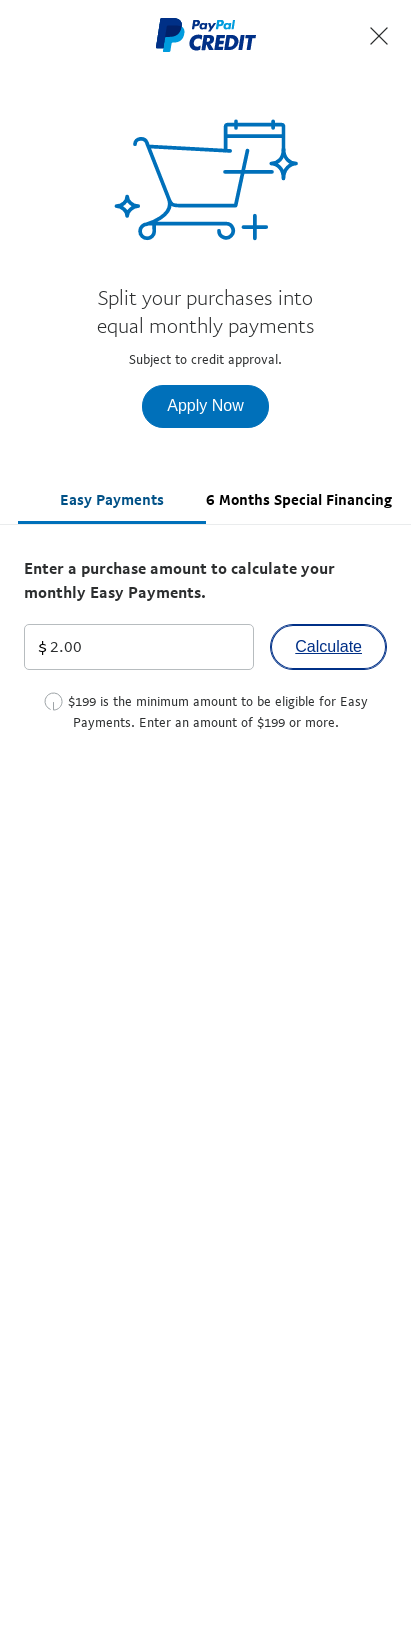 PayPal
CREDIT
Split your purchases into
equal monthly payments
Subject to credit approval.
Apply Now
Easy Payments
6 Months Special Financing
Enter a purchase amount to calculate your
monthly Easy Payments.
$ 2.00
Calculate
$199 is the minimum amount to be eligible for Easy
Payments. Enter an amount of $199 or more.